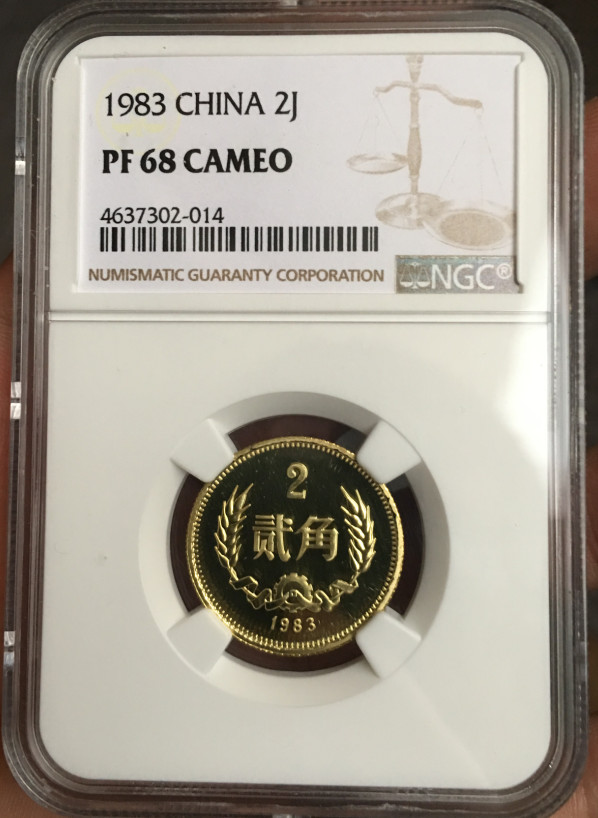 1983 CHINA 2J
PF 68 CAMEO
4637302-014
NUMISMATIC GUARANTY CORPORATION
NGC®
2
贰角
1983